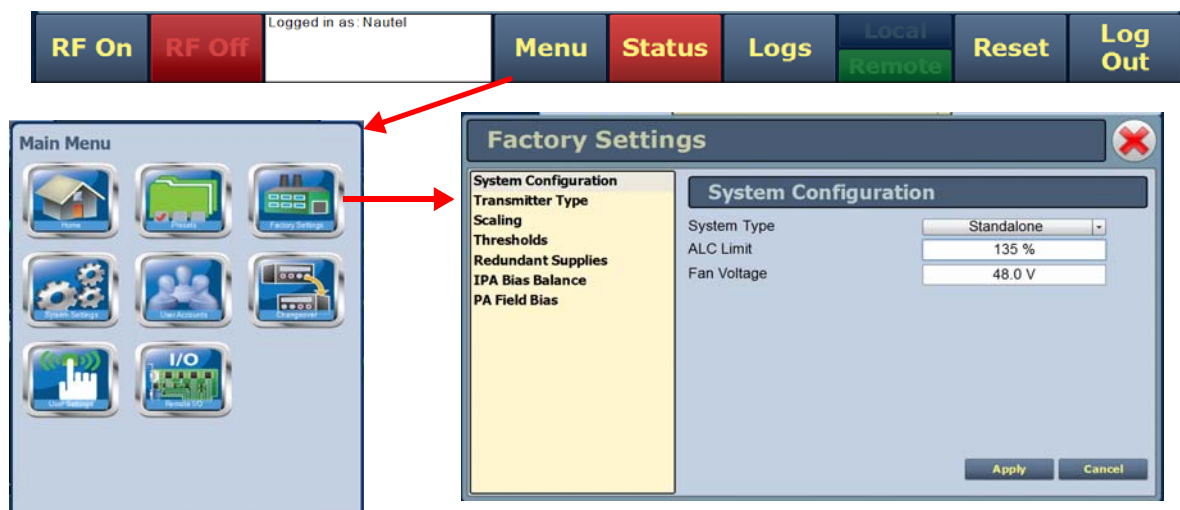 RF On
RF Off
Logged in as: Nautel
Menu
Status
Logs
Local
Remote
Reset
Log
Out
Main Menu
Home
Presets
Factory Settings
System Settings
User Accounts
Changeover
User Settings
I/O
Remote I/O
Factory Settings
System Configuration
Transmitter Type
Scaling
Thresholds
Redundant Supplies
IPA Bias Balance
PA Field Bias
System Configuration
System Type Standalone
ALC Limit 135 %
Fan Voltage 48.0 V
Apply Cancel